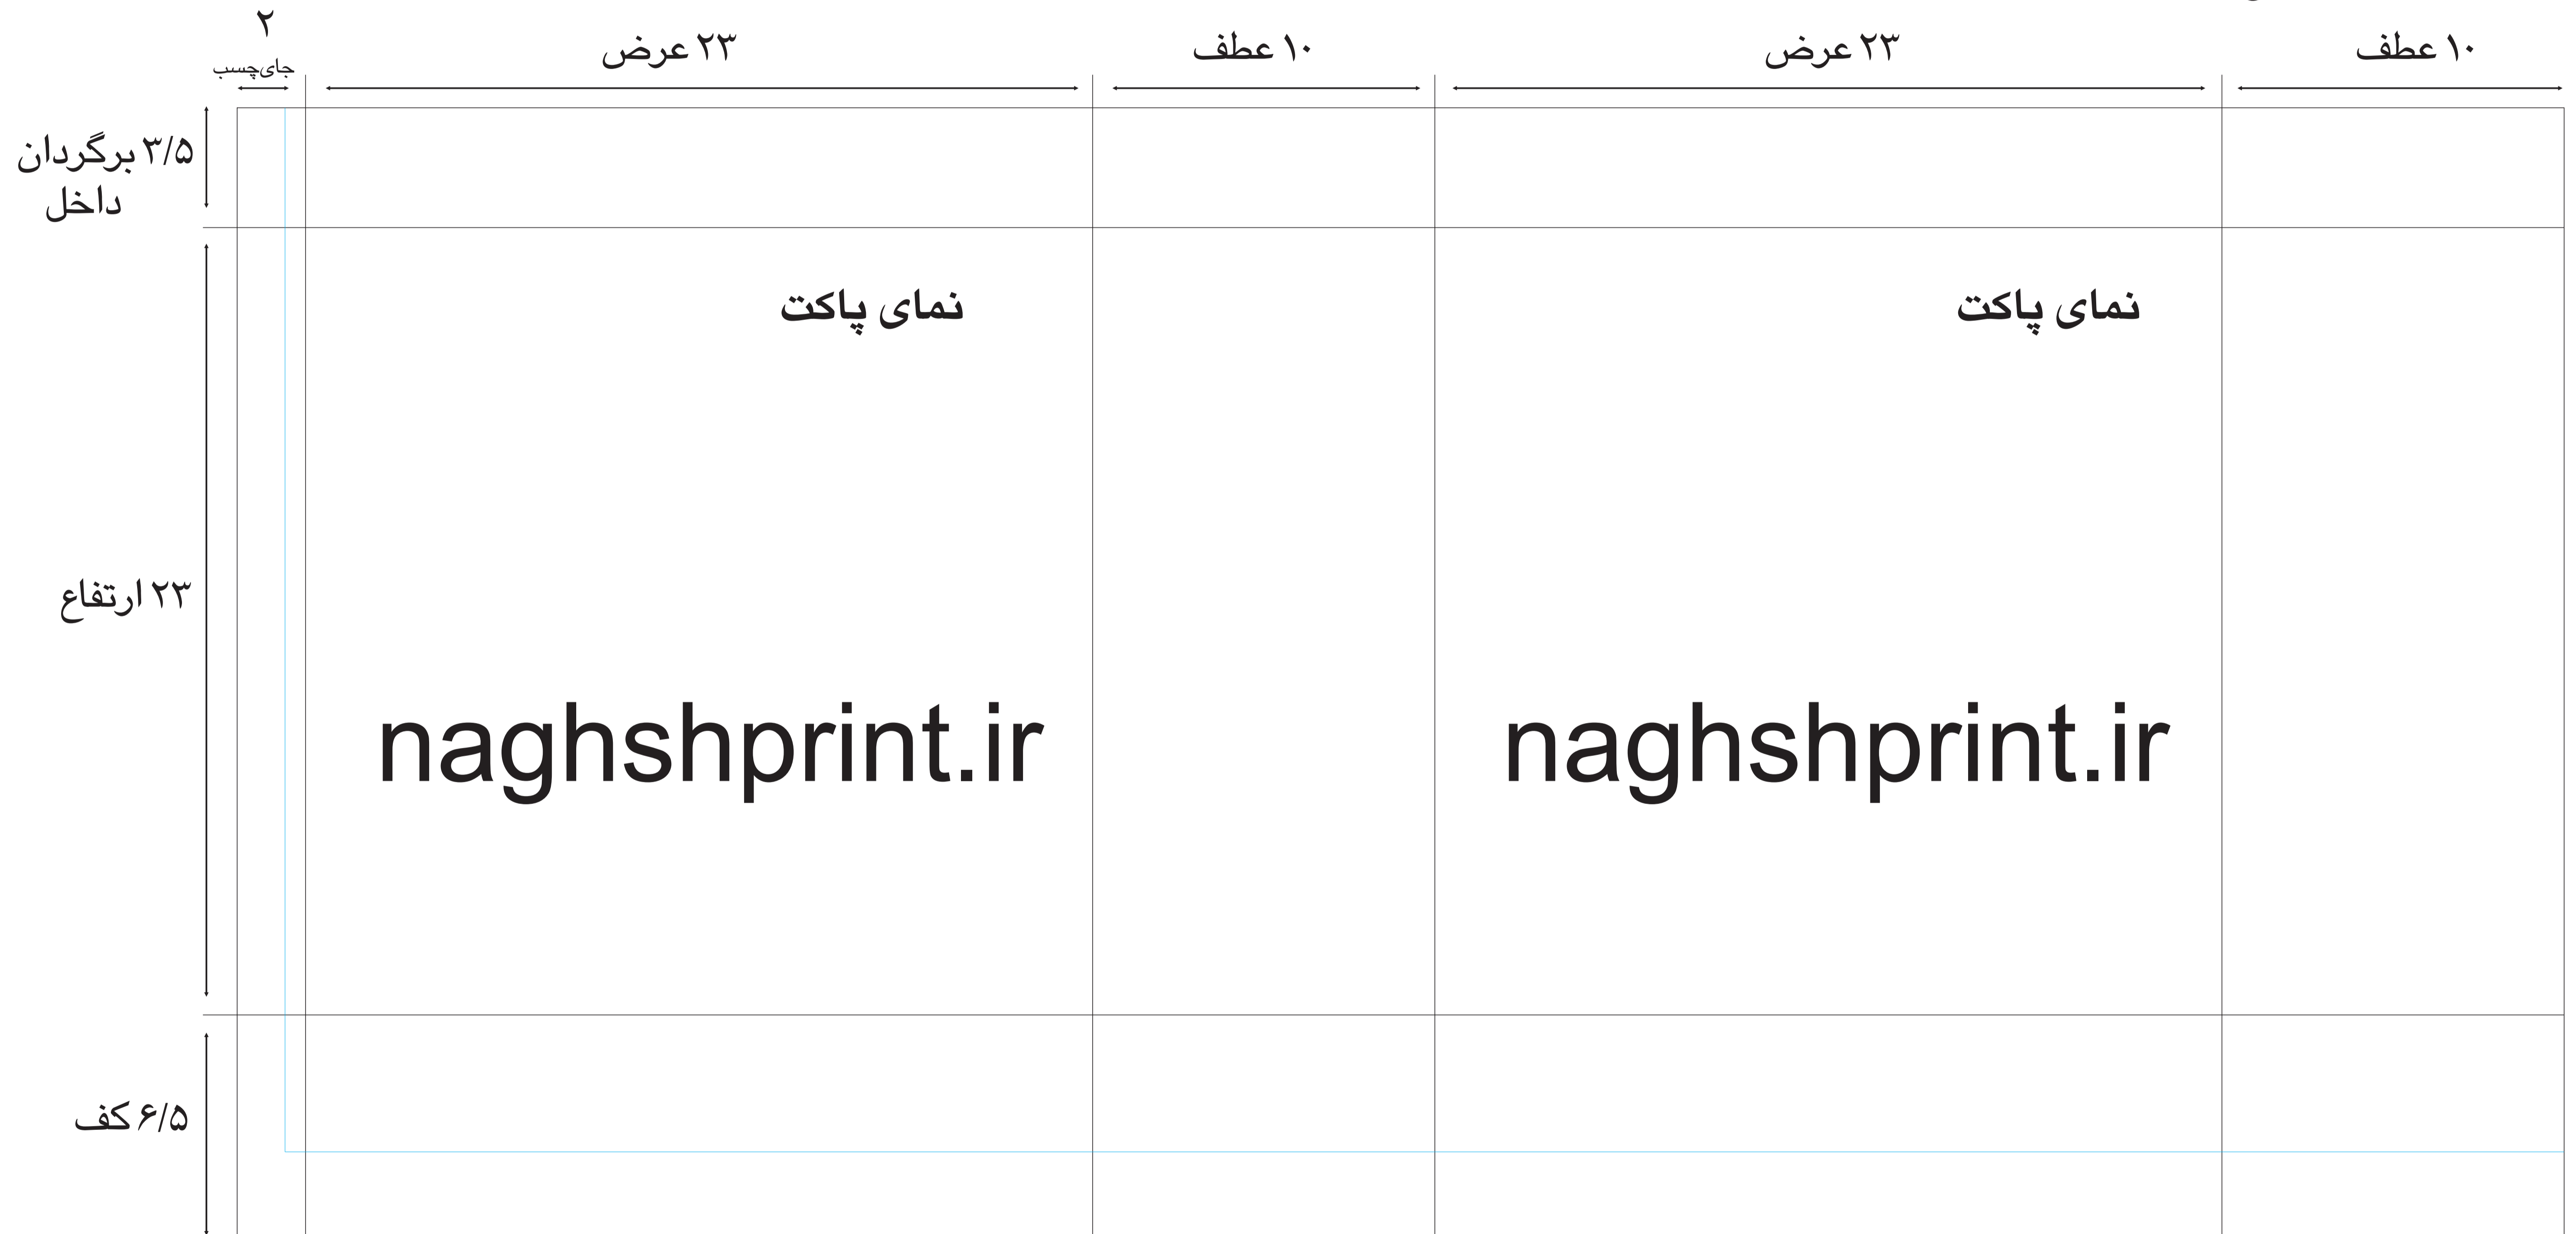 ۲
جای‌چسب
۲۳ عرض
۱۰ عطف
۲۳ عرض
۱۰ عطف
۳/۵ برگردان
داخل
نمای پاکت
نمای پاکت
۲۳ ارتفاع
naghshprint.ir
naghshprint.ir
۶/۵ کف